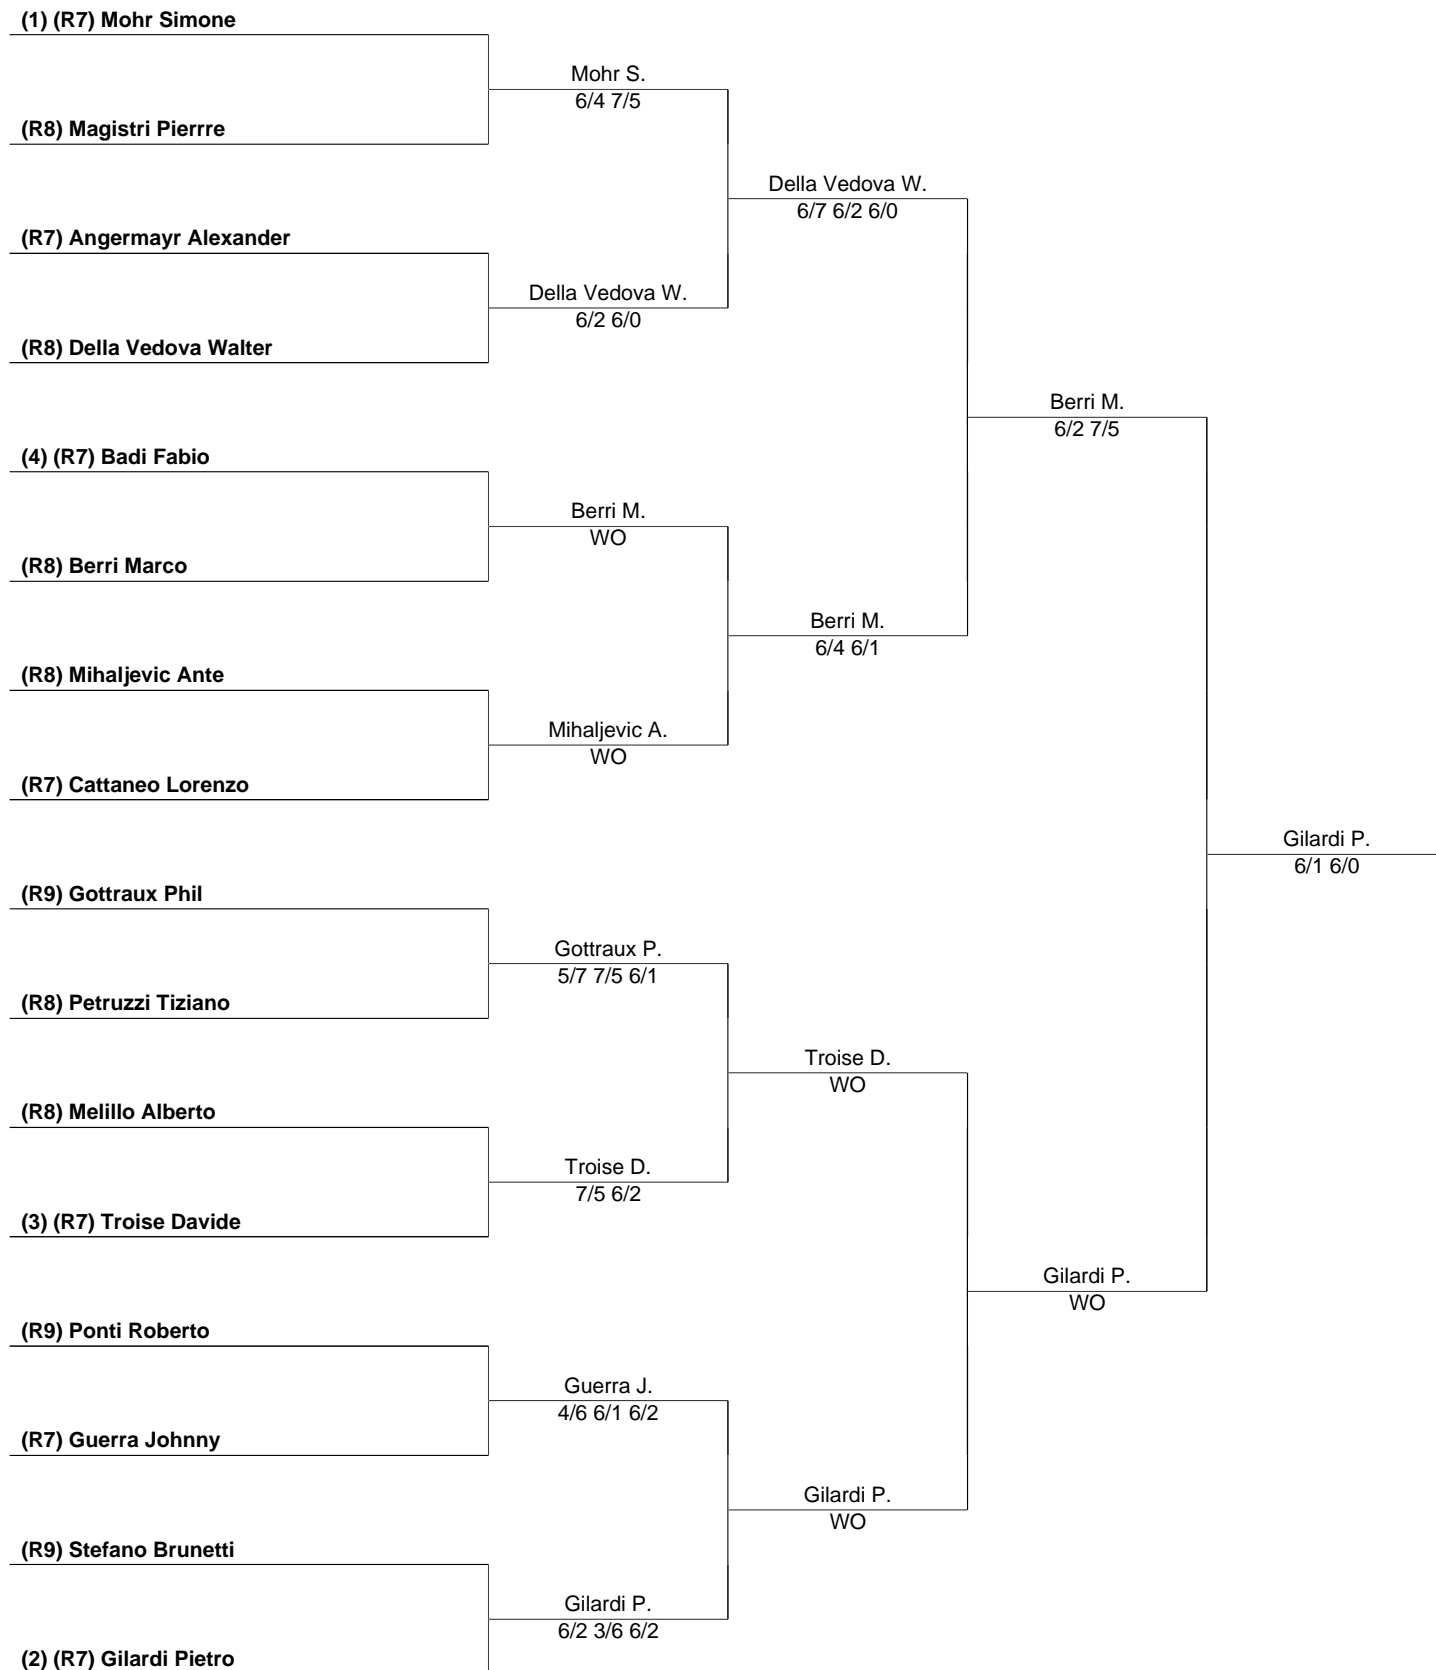 (1) (R7) Mohr Simone
Mohr S.
6/4 7/5
(R8) Magistri Pierrre
Della Vedova W.
6/7 6/2 6/0
(R7) Angermayr Alexander
Della Vedova W.
6/2 6/0
(R8) Della Vedova Walter
Berri M.
6/2 7/5
(4) (R7) Badi Fabio
Berri M.
WO
(R8) Berri Marco
Berri M.
6/4 6/1
(R8) Mihaljevic Ante
Mihaljevic A.
WO
(R7) Cattaneo Lorenzo
Gilardi P.
6/1 6/0
(R9) Gottraux Phil
Gottraux P.
5/7 7/5 6/1
(R8) Petruzzi Tiziano
Troise D.
WO
(R8) Melillo Alberto
Troise D.
7/5 6/2
(3) (R7) Troise Davide
Gilardi P.
WO
(R9) Ponti Roberto
Guerra J.
4/6 6/1 6/2
(R7) Guerra Johnny
Gilardi P.
WO
(R9) Stefano Brunetti
Gilardi P.
6/2 3/6 6/2
(2) (R7) Gilardi Pietro